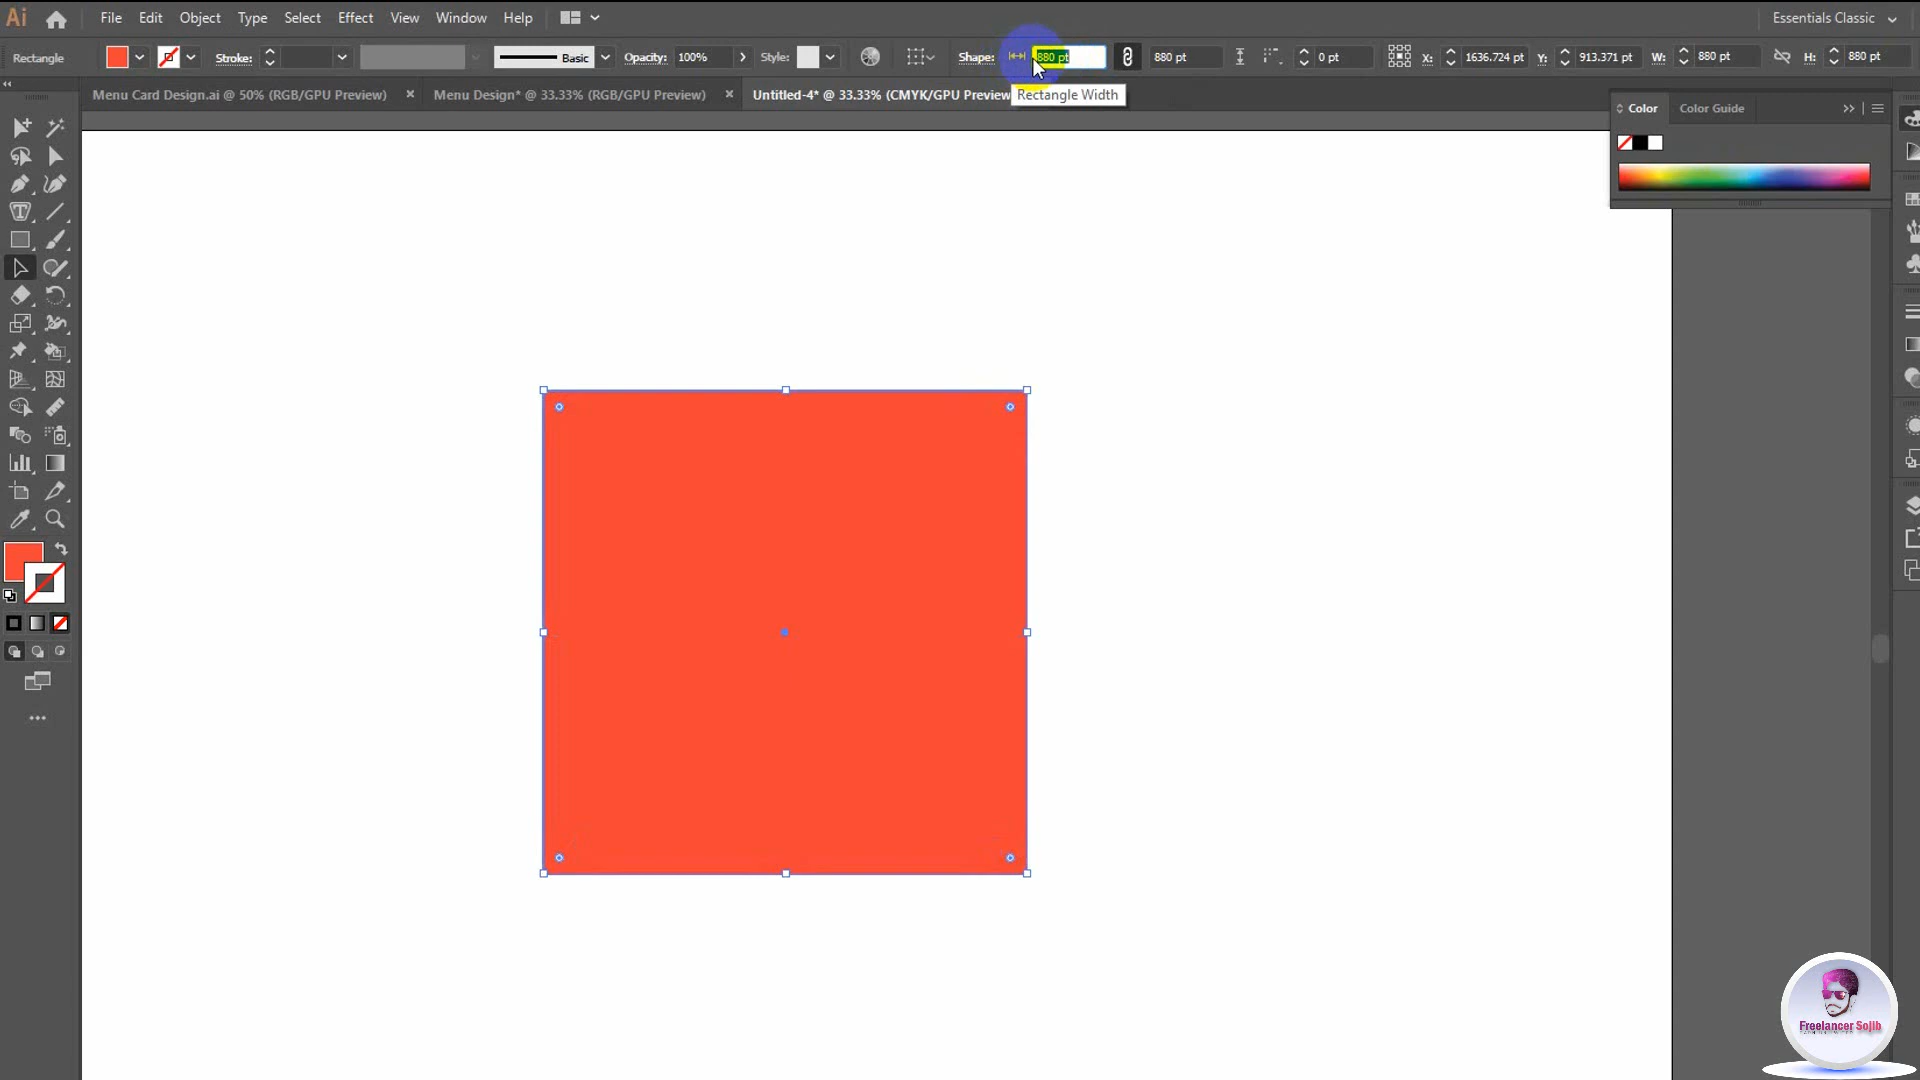 Ai File Edit Object Type Select Effect View Window Help Essentials Classic
Rectangle Stroke: Basic Opacity: 100% Style: Shape: 880 pt 880 pt 0 pt X: 1636.724 pt Y: 913.371 pt W: 880 pt H: 880 pt
Menu Card Design.ai @ 50% (RGB/GPU Preview) × Menu Design* @ 33.33% (RGB/GPU Preview) × Untitled-4* @ 33.33% (CMYK/GPU Preview
Rectangle Width
Color Color Guide
Freelancer Sojib